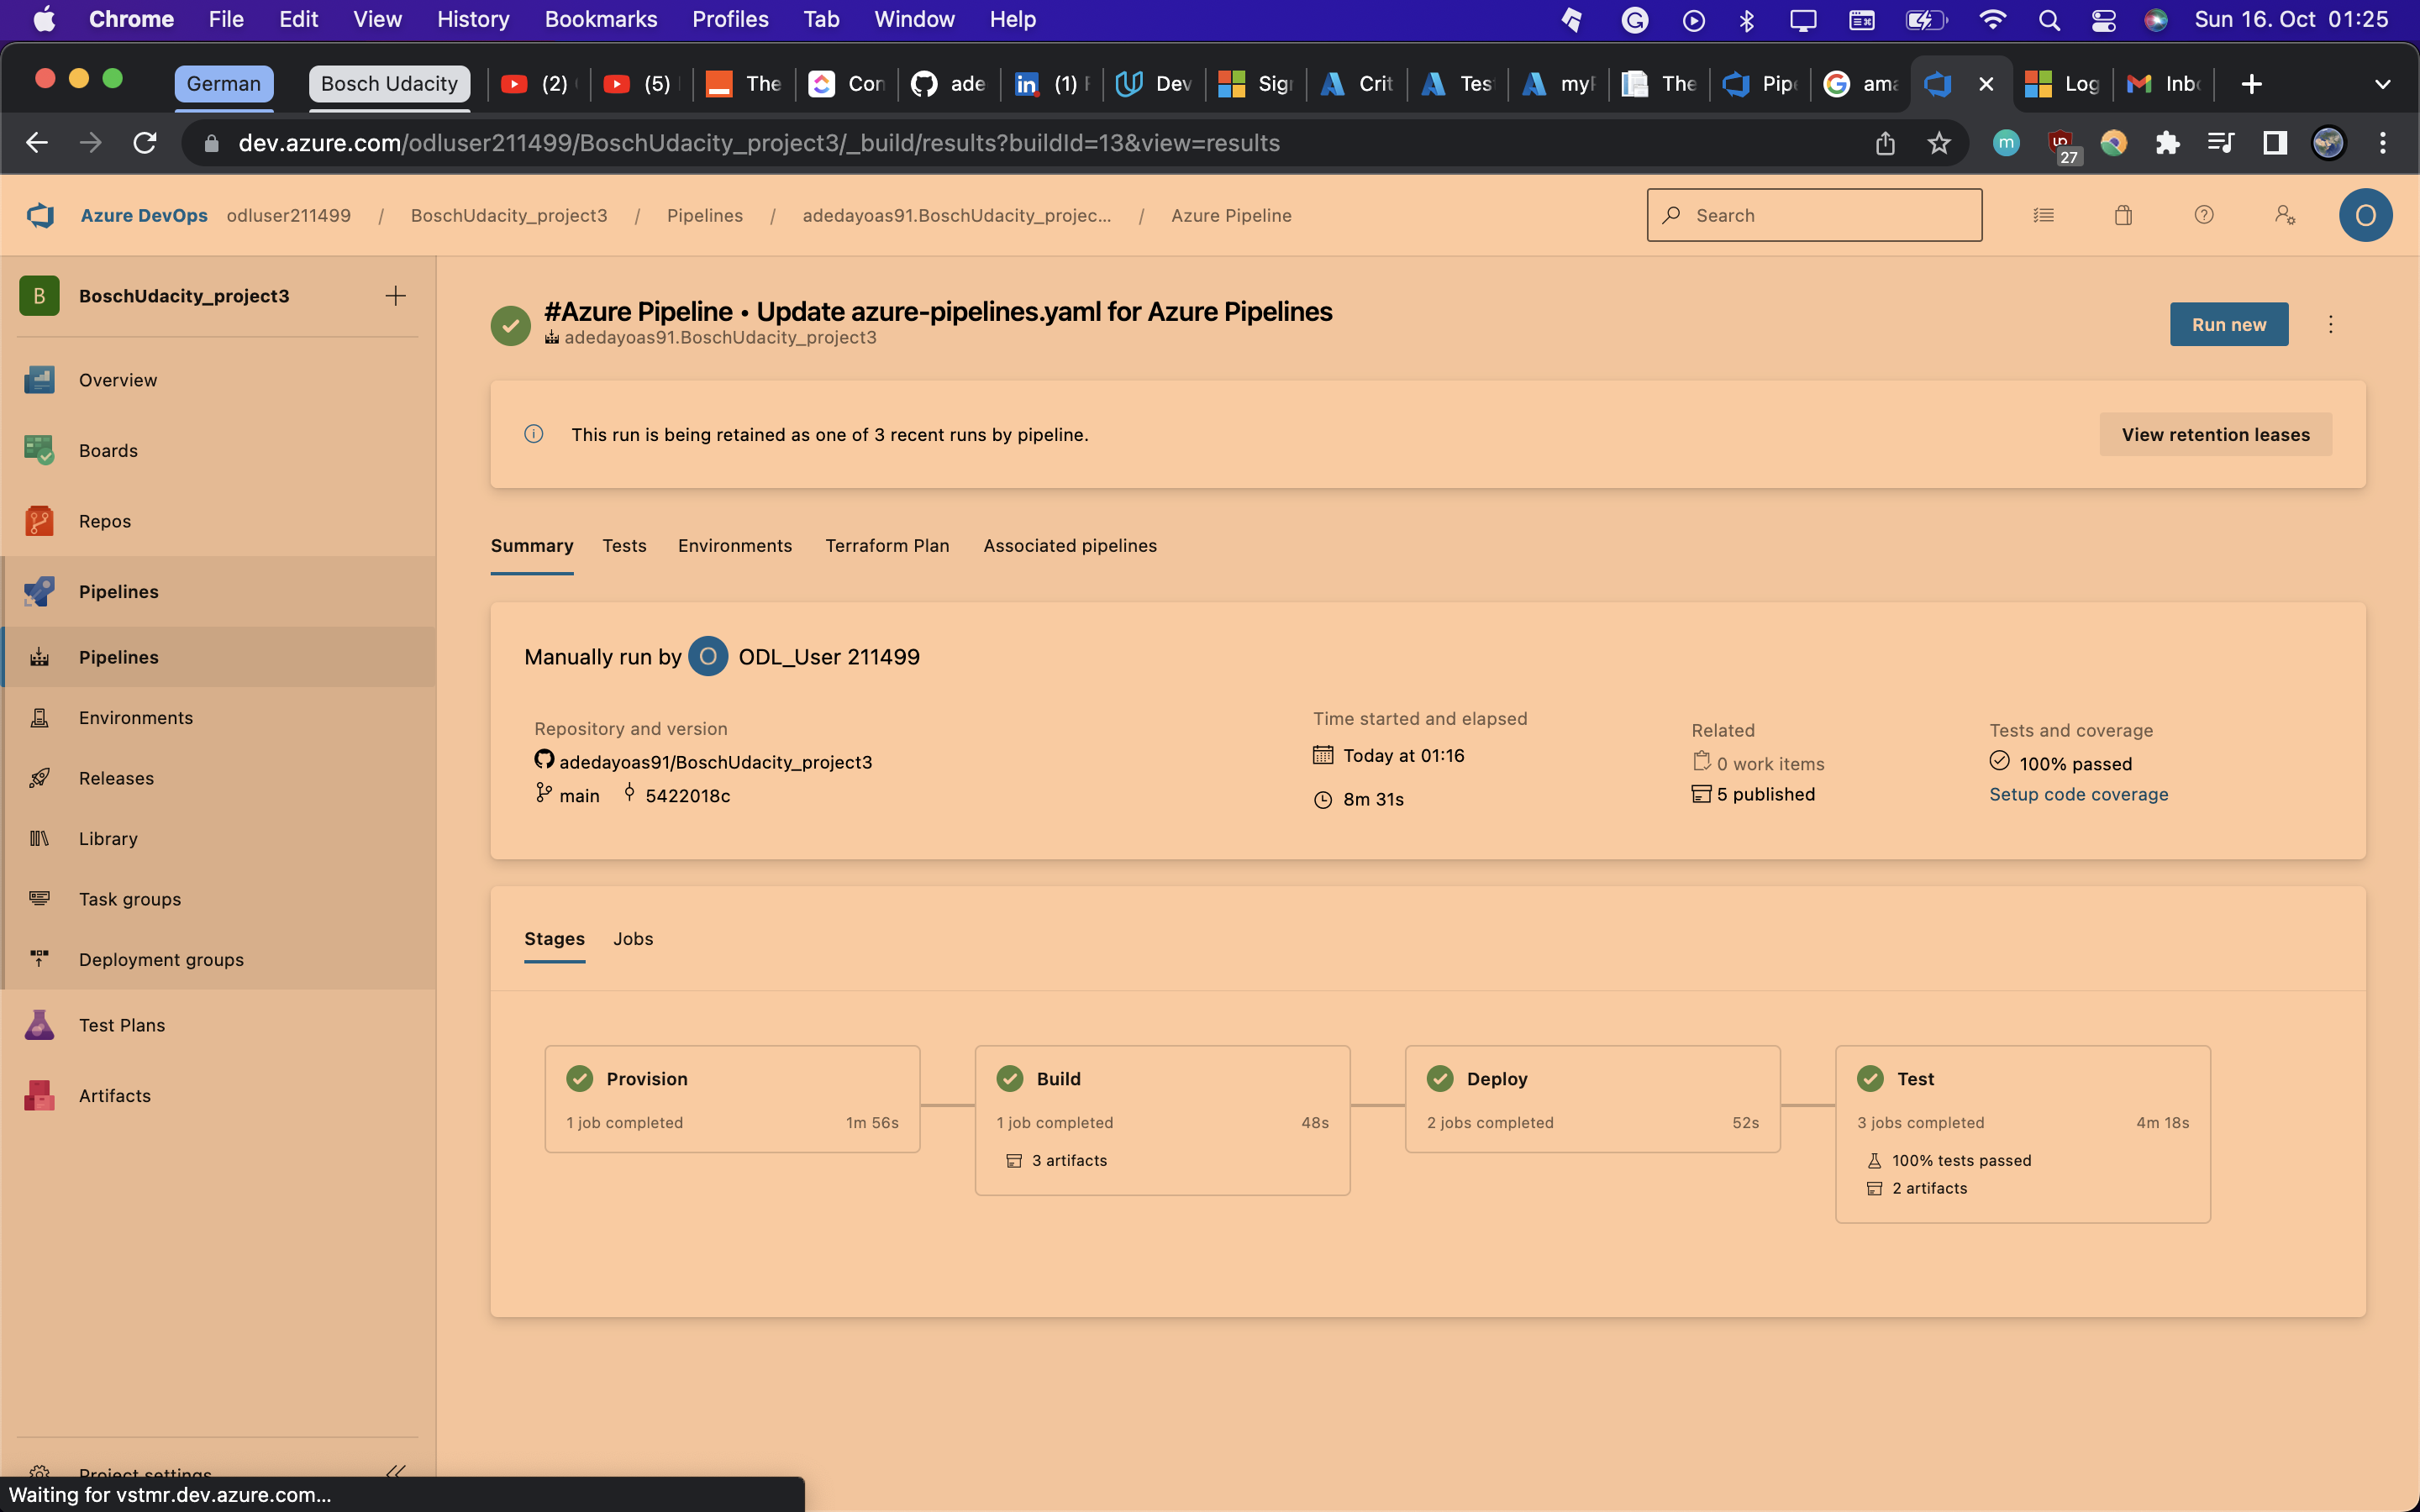 Chrome File Edit View History Bookmarks Profiles Tab Window Help Sun 16. Oct 01:25
German Bosch Udacity (2) (5) The Con ade (1) Dev Sig Crit Tes my The Pip ama Log Inb
dev.azure.com/odluser211499/BoschUdacity_project3/_build/results?buildId=13&view=results
27
Azure DevOps odluser211499 / BoschUdacity_project3 / Pipelines / adedayoas91.BoschUdacity_projec... / Azure Pipeline
Search
O
B BoschUdacity_project3
Overview
Boards
Repos
Pipelines
Pipelines
Environments
Releases
Library
Task groups
Deployment groups
Test Plans
Artifacts
Project settings
#Azure Pipeline • Update azure-pipelines.yaml for Azure Pipelines
adedayoas91.BoschUdacity_project3
Run new
This run is being retained as one of 3 recent runs by pipeline.
View retention leases
Summary Tests Environments Terraform Plan Associated pipelines
Manually run by O ODL_User 211499
Repository and version
adedayoas91/BoschUdacity_project3
main 5422018c
Time started and elapsed
Today at 01:16
8m 31s
Related
0 work items
5 published
Tests and coverage
100% passed
Setup code coverage
Stages Jobs
Provision
1 job completed 1m 56s
Build
1 job completed 48s
3 artifacts
Deploy
2 jobs completed 52s
Test
3 jobs completed 4m 18s
100% tests passed
2 artifacts
Waiting for vstmr.dev.azure.com...